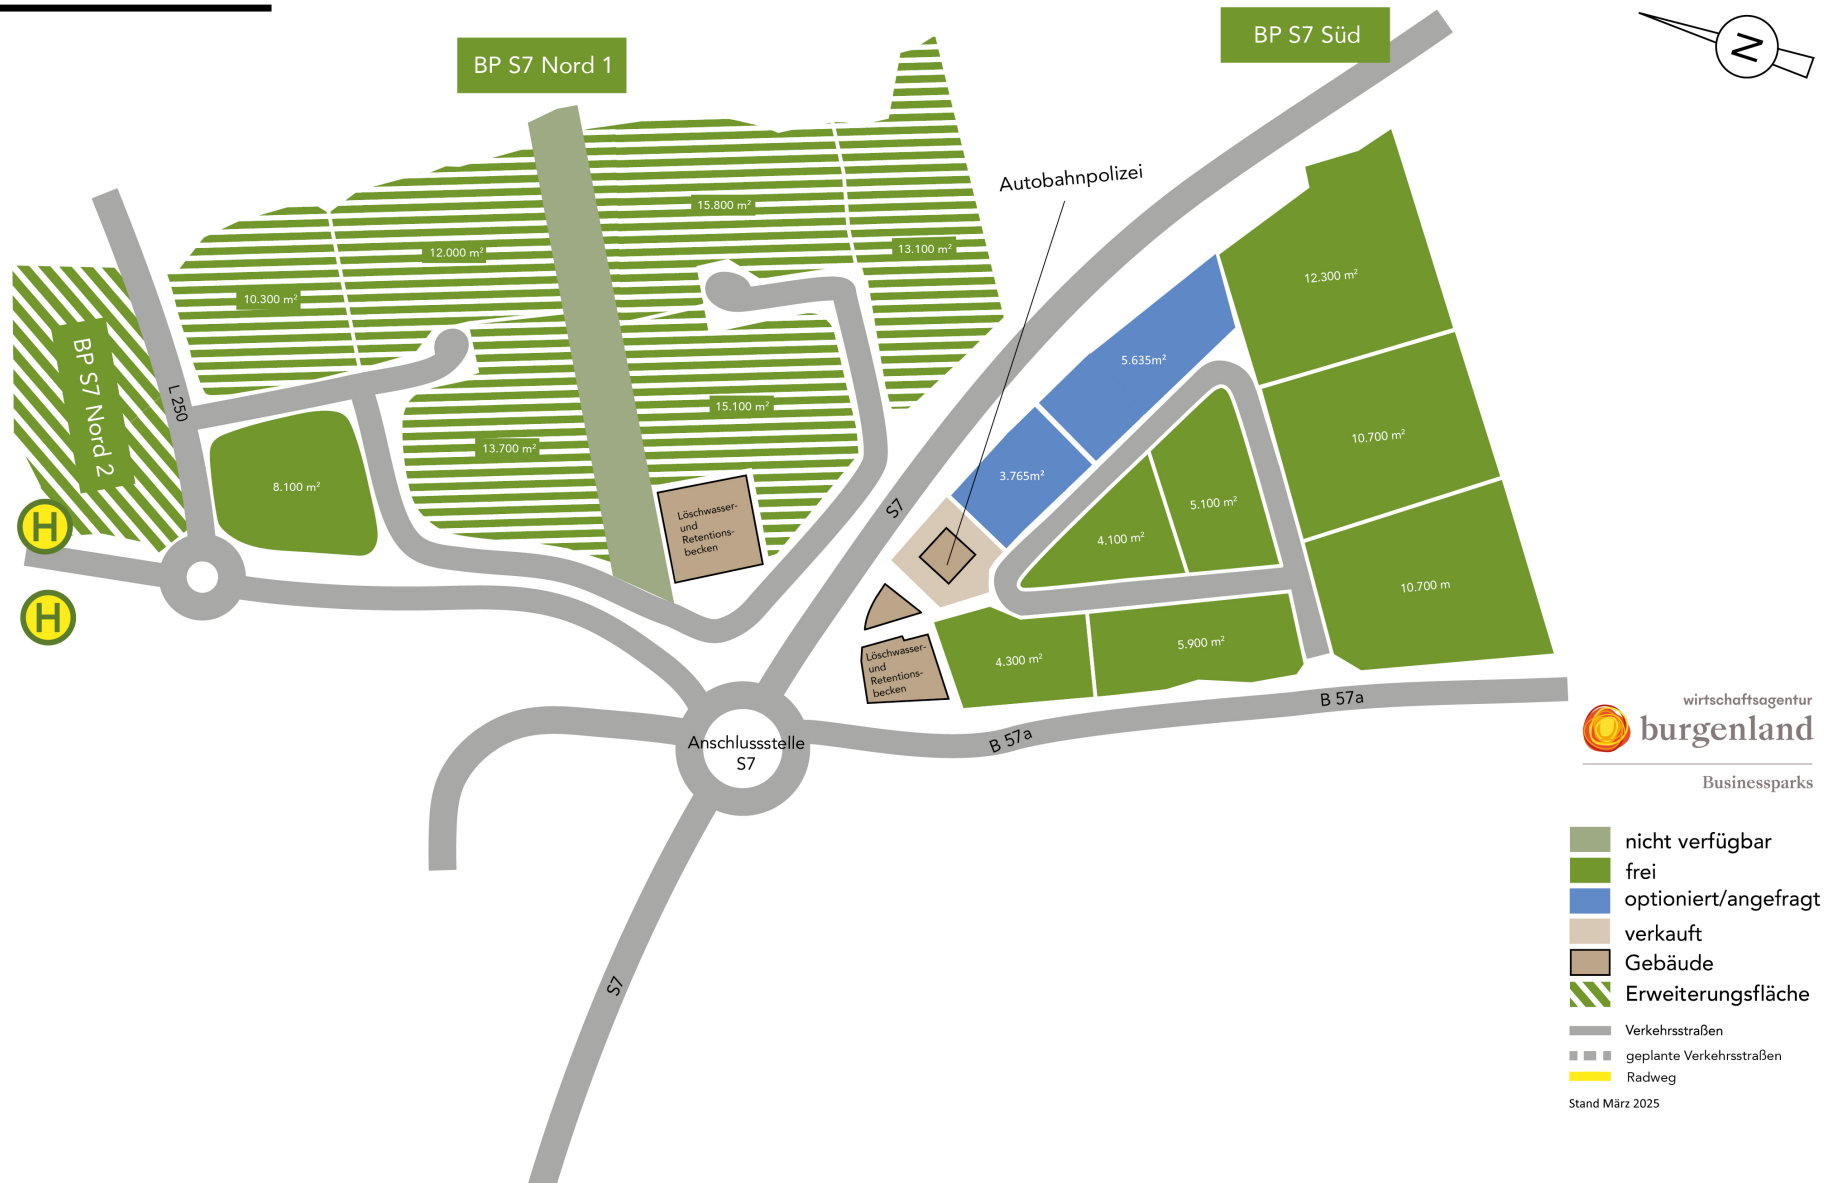 BP S7 Nord 1
BP S7 Süd
N
Autobahnpolizei
15.800 m²
12.000 m²
13.100 m²
10.300 m²
12.300 m²
BP S7 Nord 2
L 250
5.635m²
15.100 m²
13.700 m²
10.700 m²
8.100 m²
3.765m²
S7
5.100 m²
4.100 m²
Löschwasser-
und
Retentions-
becken
H
H
10.700 m
5.900 m²
4.300 m²
Löschwasser-
und
Retentions-
becken
B 57a
B 57a
Anschlussstelle
S7
S7
wirtschaftsagentur
burgenland
Businessparks
nicht verfügbar
frei
optioniert/angefragt
verkauft
Gebäude
Erweiterungsfläche
Verkehrsstraßen
geplante Verkehrsstraßen
Radweg
Stand März 2025